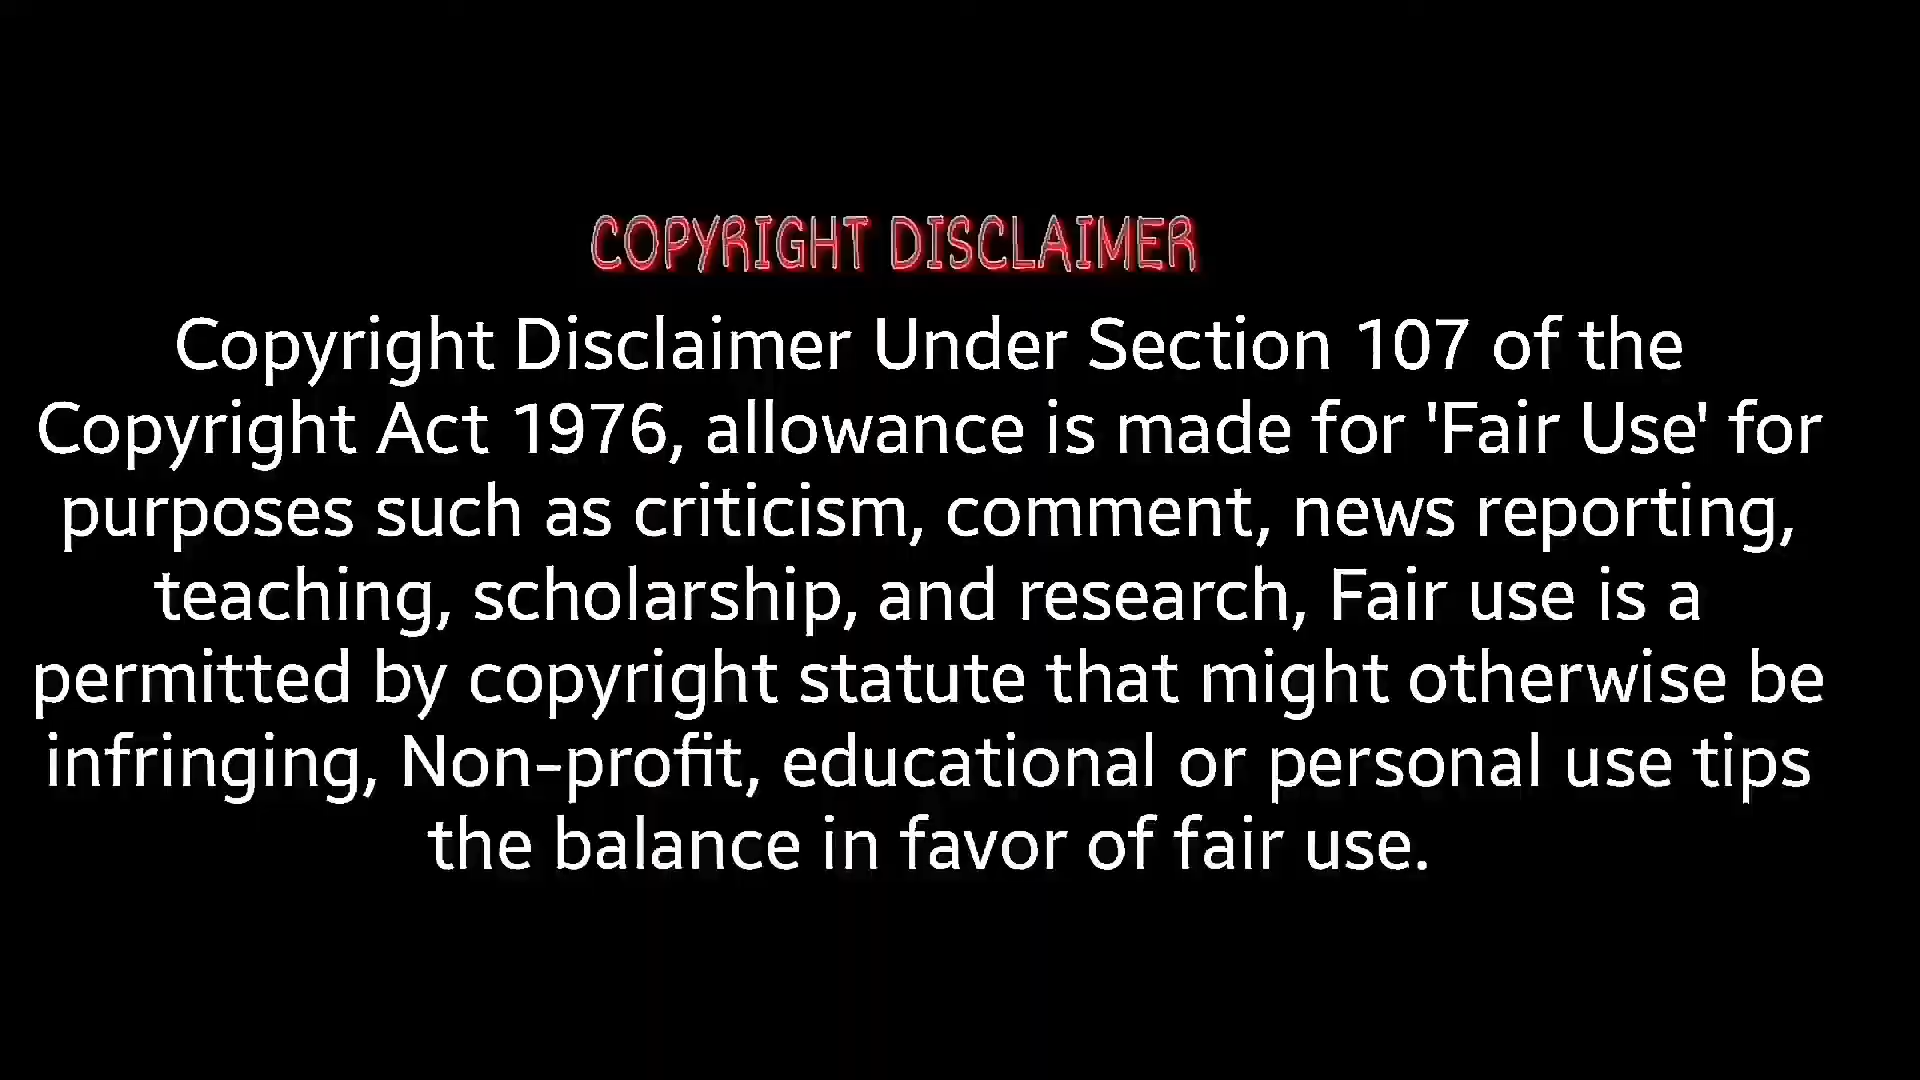 COPYRIGHT DISCLAIMER
Copyright Disclaimer Under Section 107 of the
Copyright Act 1976, allowance is made for 'Fair Use' for
purposes such as criticism, comment, news reporting,
teaching, scholarship, and research, Fair use is a
permitted by copyright statute that might otherwise be
infringing, Non-profit, educational or personal use tips
the balance in favor of fair use.